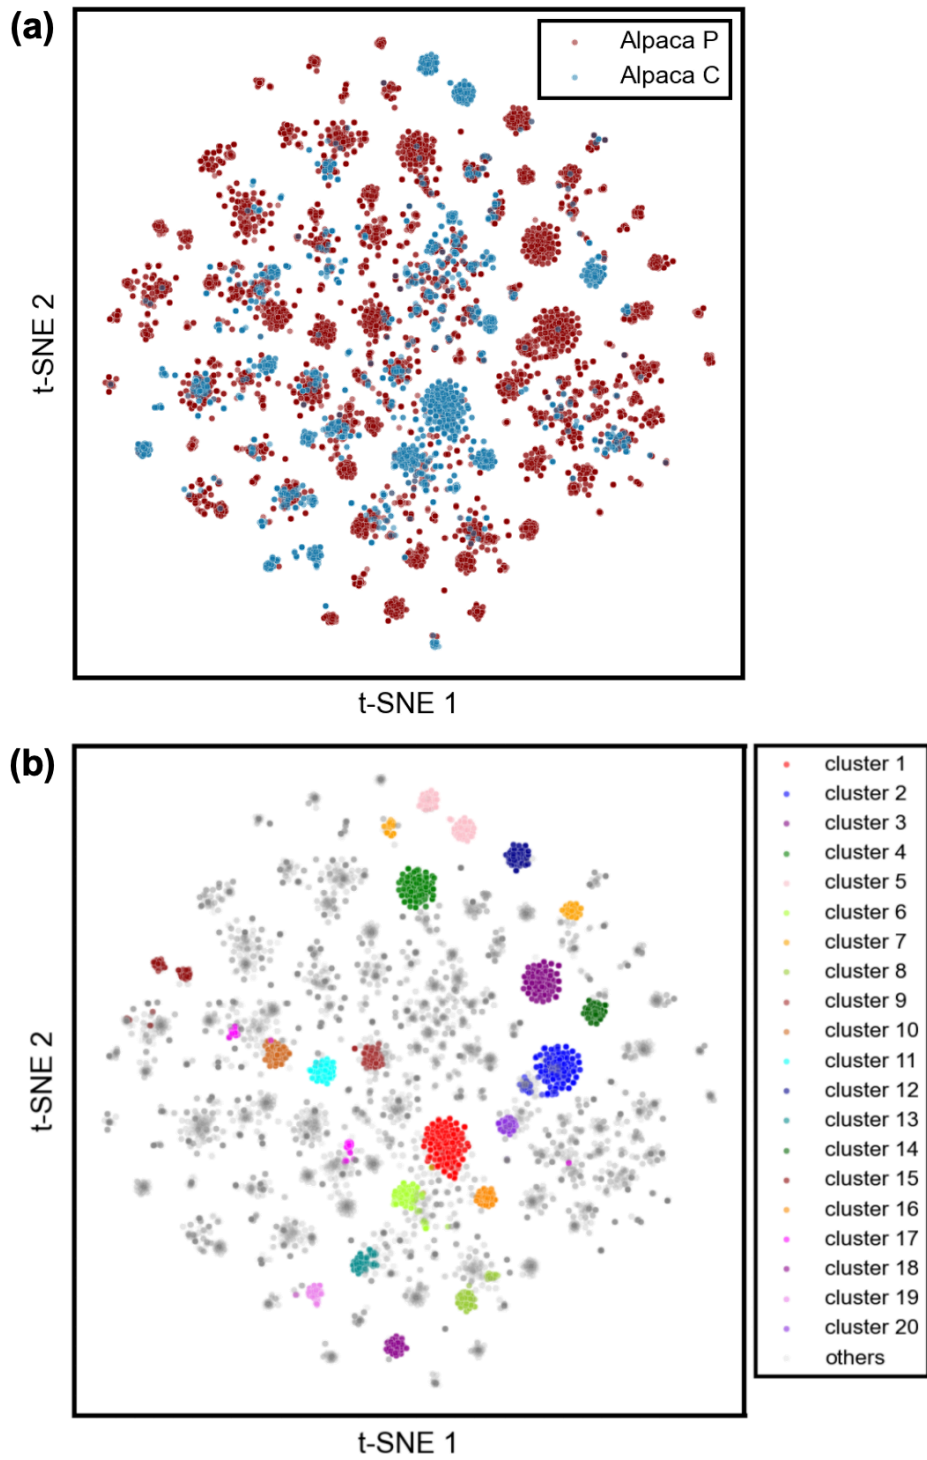 (a)
Alpaca P
Alpaca C
t-SNE 2
t-SNE 1
(b)
cluster 1
cluster 2
cluster 3
cluster 4
cluster 5
cluster 6
cluster 7
cluster 8
cluster 9
cluster 10
cluster 11
cluster 12
cluster 13
cluster 14
cluster 15
cluster 16
cluster 17
cluster 18
cluster 19
cluster 20
others
t-SNE 2
t-SNE 1